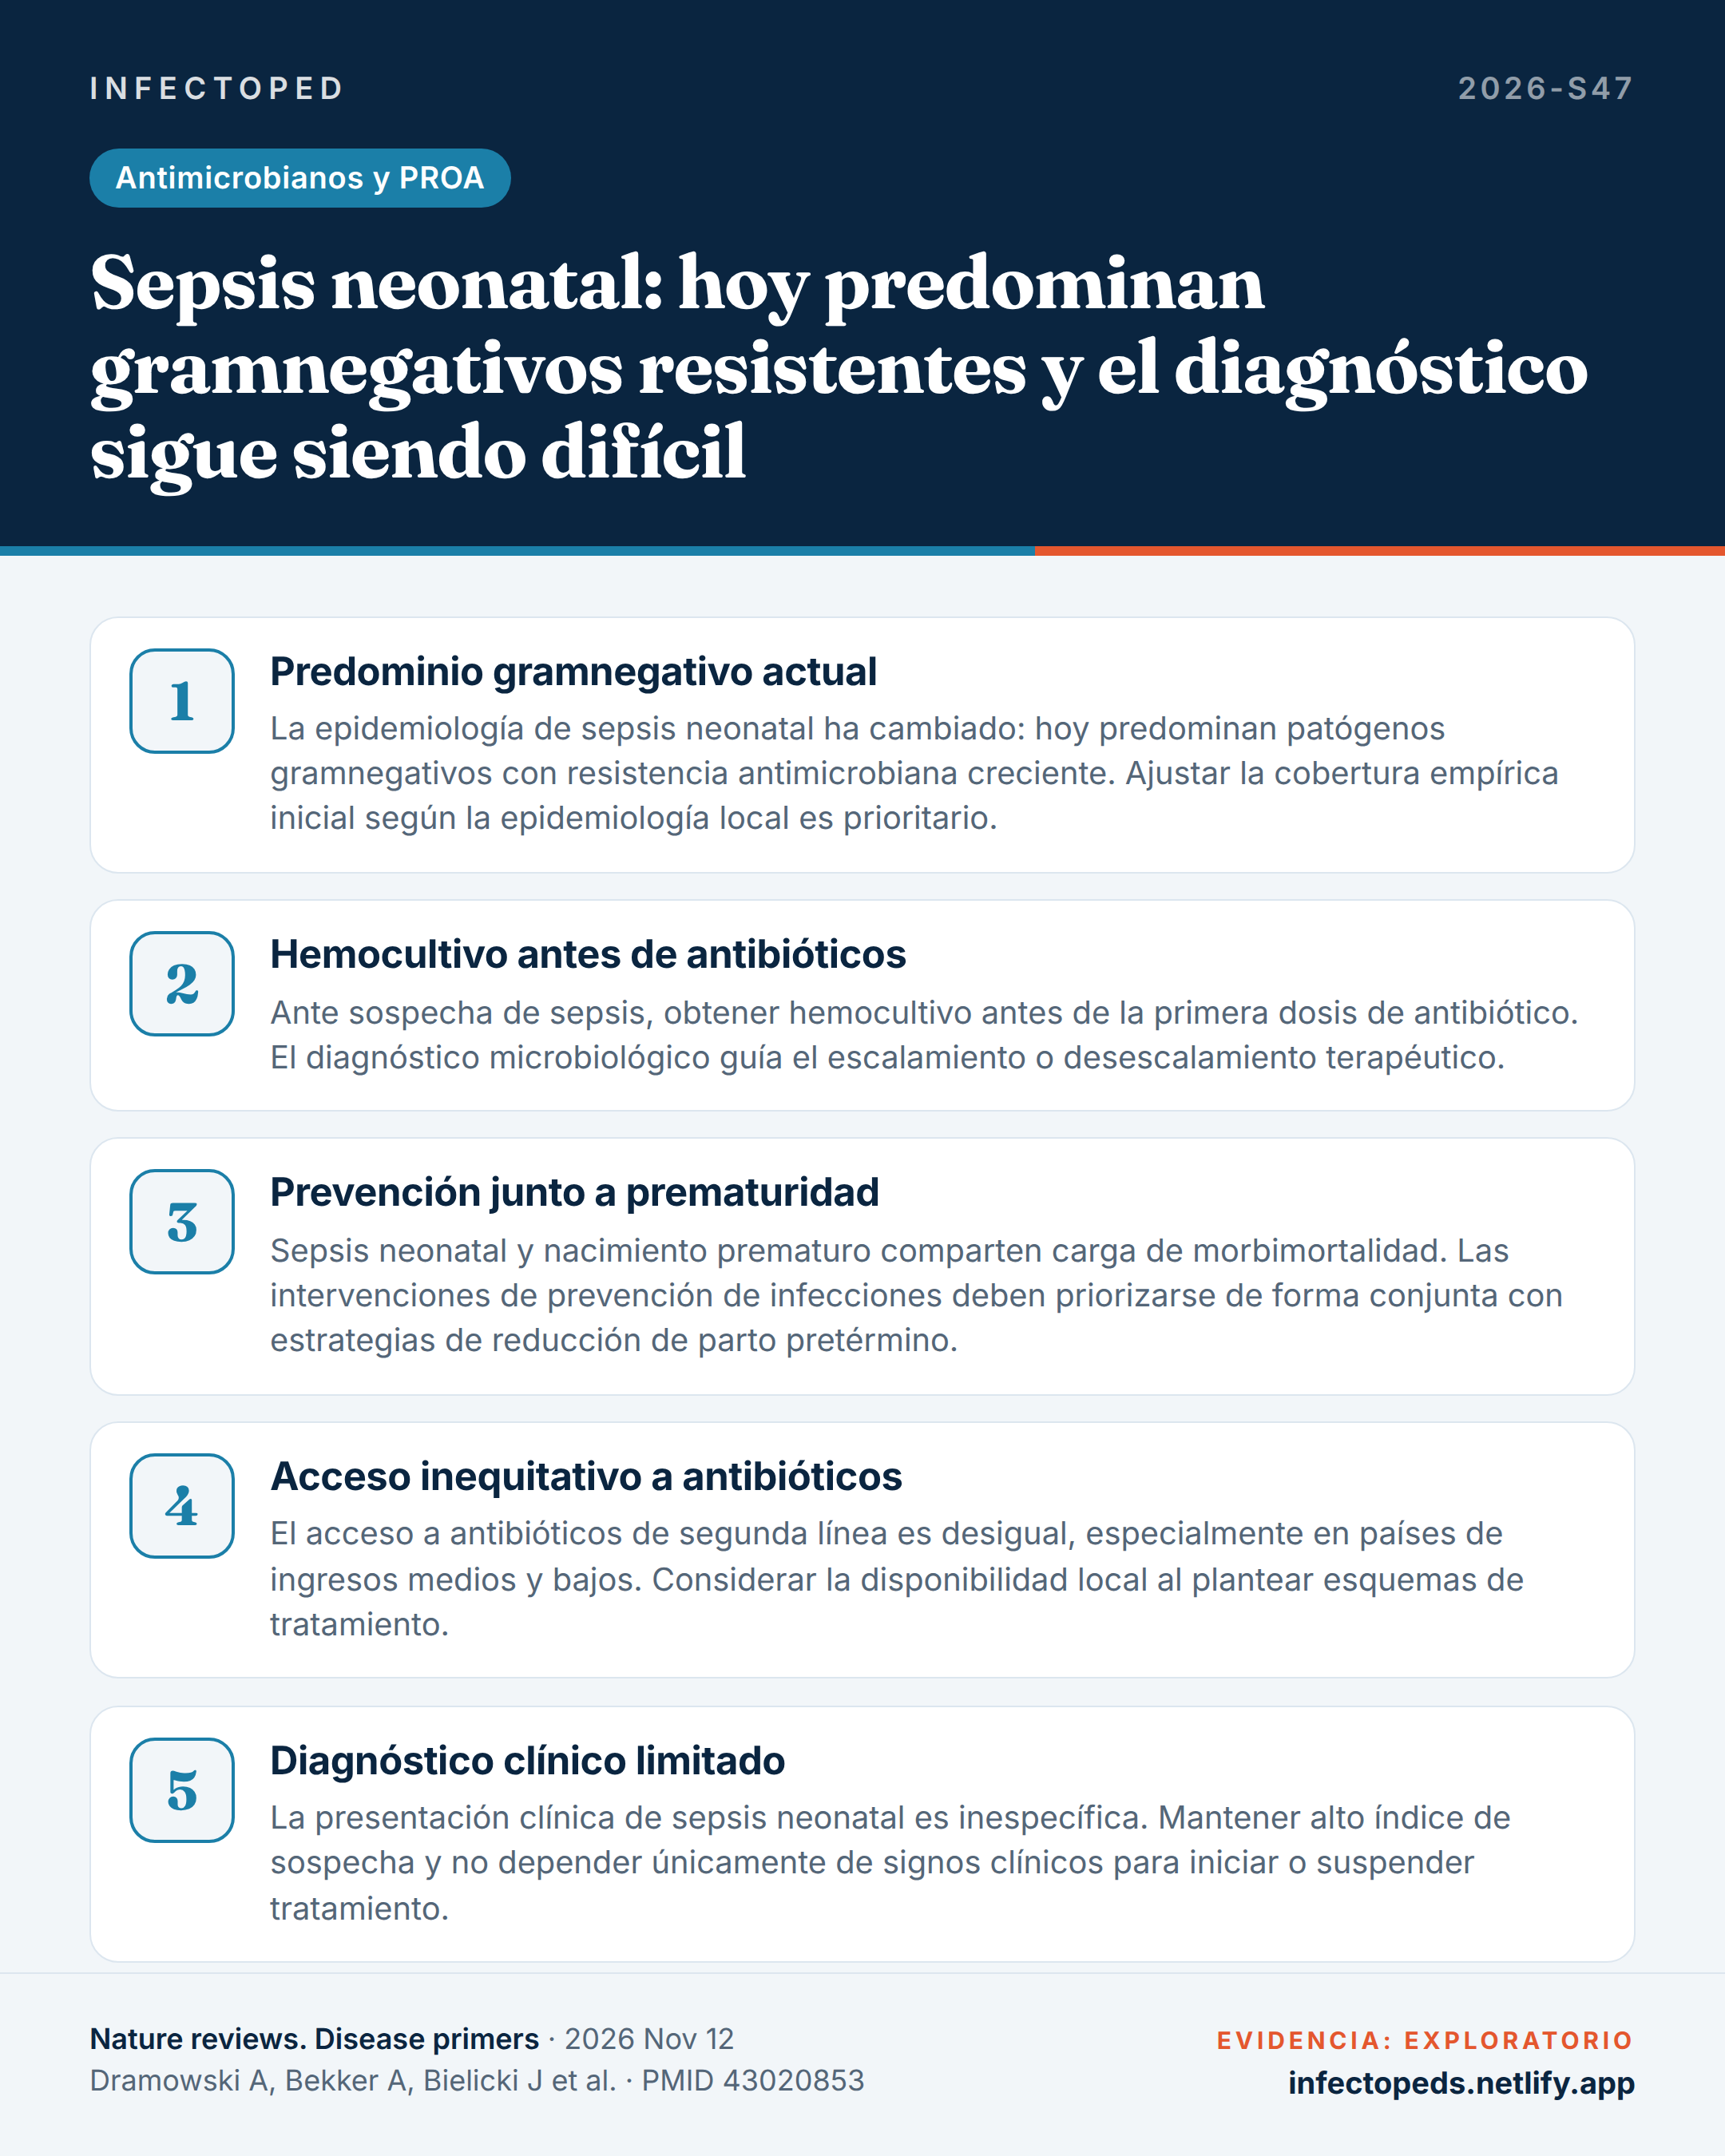 INFECTOPED
2026-S47
Antimicrobianos y PROA
Sepsis neonatal: hoy predominan
gramnegativos resistentes y el diagnóstico
sigue siendo difícil
1
Predominio gramnegativo actual
La epidemiología de sepsis neonatal ha cambiado: hoy predominan patógenos
gramnegativos con resistencia antimicrobiana creciente. Ajustar la cobertura empírica
inicial según la epidemiología local es prioritario.
2
Hemocultivo antes de antibióticos
Ante sospecha de sepsis, obtener hemocultivo antes de la primera dosis de antibiótico.
El diagnóstico microbiológico guía el escalamiento o desescalamiento terapéutico.
3
Prevención junto a prematuridad
Sepsis neonatal y nacimiento prematuro comparten carga de morbimortalidad. Las
intervenciones de prevención de infecciones deben priorizarse de forma conjunta con
estrategias de reducción de parto pretérmino.
4
Acceso inequitativo a antibióticos
El acceso a antibióticos de segunda línea es desigual, especialmente en países de
ingresos medios y bajos. Considerar la disponibilidad local al plantear esquemas de
tratamiento.
5
Diagnóstico clínico limitado
La presentación clínica de sepsis neonatal es inespecífica. Mantener alto índice de
sospecha y no depender únicamente de signos clínicos para iniciar o suspender
tratamiento.
Nature reviews. Disease primers · 2026 Nov 12
Dramowski A, Bekker A, Bielicki J et al. · PMID 43020853
EVIDENCIA: EXPLORATORIO
infectopeds.netlify.app